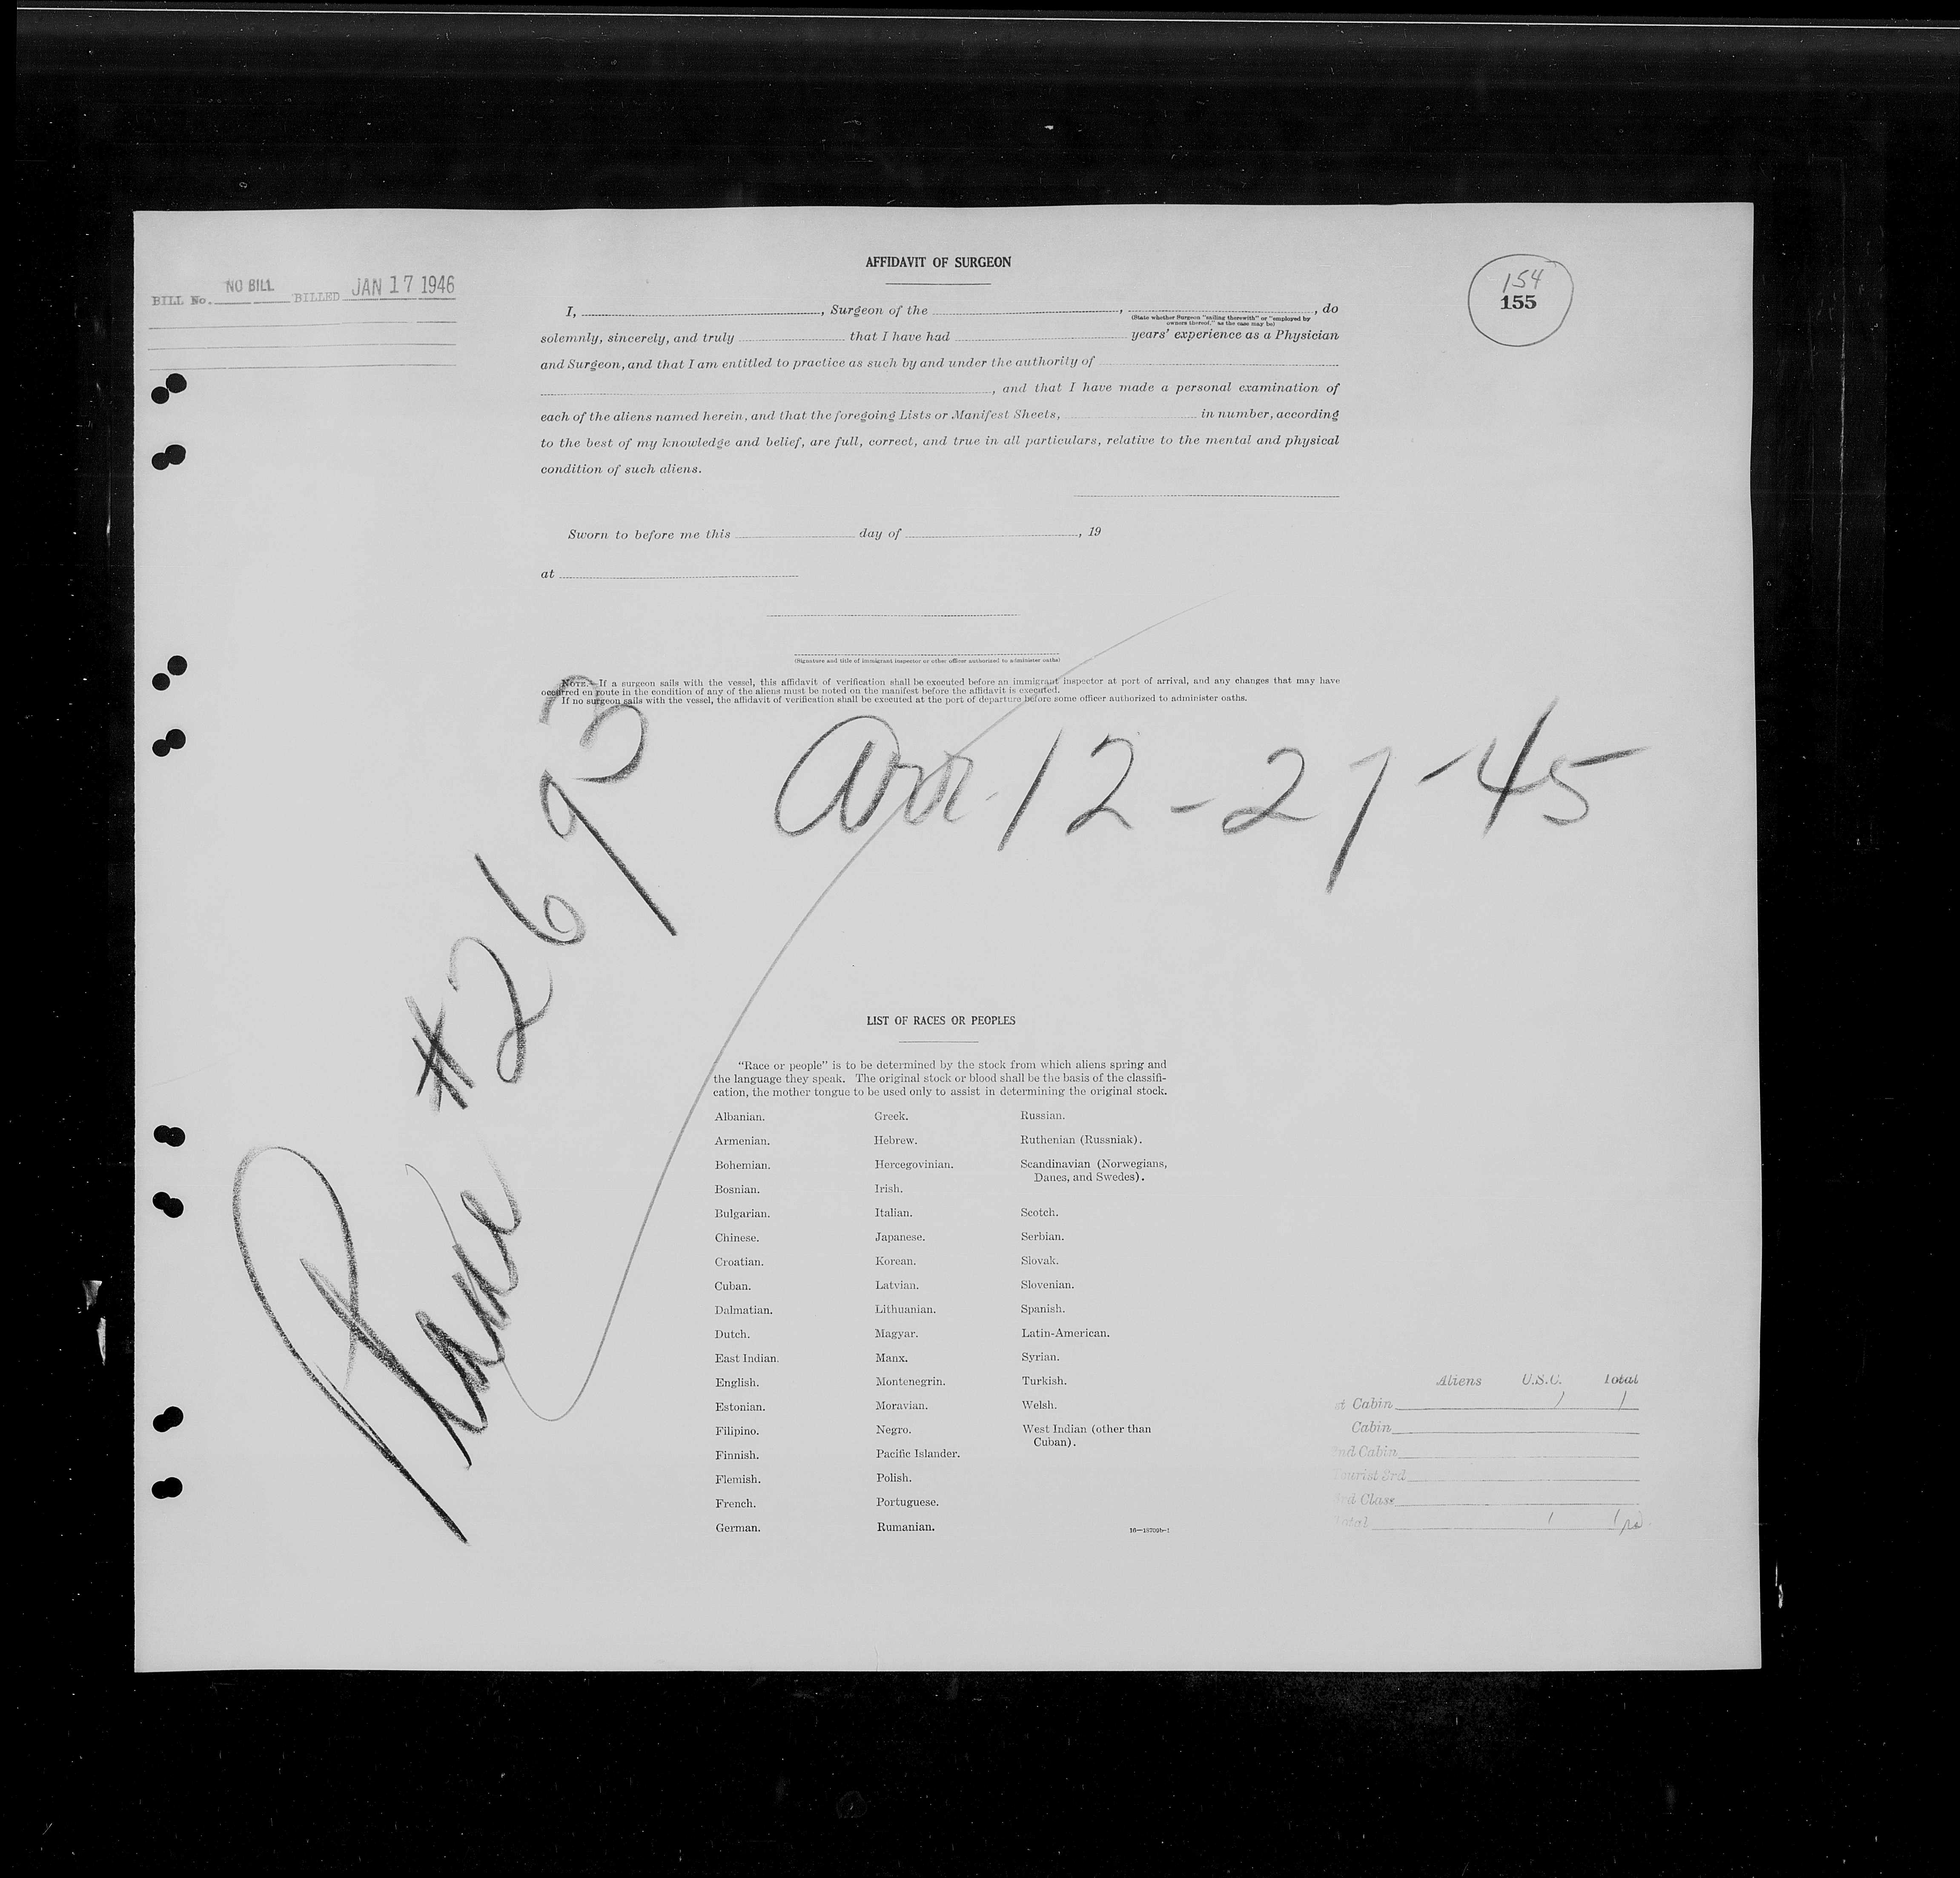 AFFIDAVIT OF SURGEON
BILL No. NO BILL BILLED JAN 17 1946
154
155
I, , Surgeon of the , , do
(State whether Surgeon "sailing therewith" or "employed by
owners thereof," as the case may be)
solemnly, sincerely, and truly that I have had years' experience as a Physician
and Surgeon, and that I am entitled to practice as such by and under the authority of
, and that I have made a personal examination of
each of the aliens named herein, and that the foregoing Lists or Manifest Sheets, in number, according
to the best of my knowledge and belief, are full, correct, and true in all particulars, relative to the mental and physical
condition of such aliens.
Sworn to before me this day of , 19
at
(Signature and title of immigrant inspector or other officer authorized to administer oaths)
NOTE.—If a surgeon sails with the vessel, this affidavit of verification shall be executed before an immigrant inspector at port of arrival, and any changes that may have
occurred en route in the condition of any of the aliens must be noted on the manifest before the affidavit is executed.
If no surgeon sails with the vessel, the affidavit of verification shall be executed at the port of departure before some officer authorized to administer oaths.
Arr. 12-27-45
Plane #2693
LIST OF RACES OR PEOPLES
"Race or people" is to be determined by the stock from which aliens spring and
the language they speak. The original stock or blood shall be the basis of the classifi-
cation, the mother tongue to be used only to assist in determining the original stock.
Albanian. Greek. Russian.
Armenian. Hebrew. Ruthenian (Russniak).
Bohemian. Hercegovinian. Scandinavian (Norwegians,
Danes, and Swedes).
Bosnian. Irish.
Bulgarian. Italian. Scotch.
Chinese. Japanese. Serbian.
Croatian. Korean. Slovak.
Cuban. Latvian. Slovenian.
Dalmatian. Lithuanian. Spanish.
Dutch. Magyar. Latin-American.
East Indian. Manx. Syrian.
English. Montenegrin. Turkish.
Estonian. Moravian. Welsh.
Filipino. Negro. West Indian (other than
Cuban).
Finnish. Pacific Islander.
Flemish. Polish.
French. Portuguese.
German. Rumanian.
Aliens U.S.C. Total
st Cabin 1 1
Cabin
nd Cabin
Tourist 3rd
3rd Class
Total 1 1